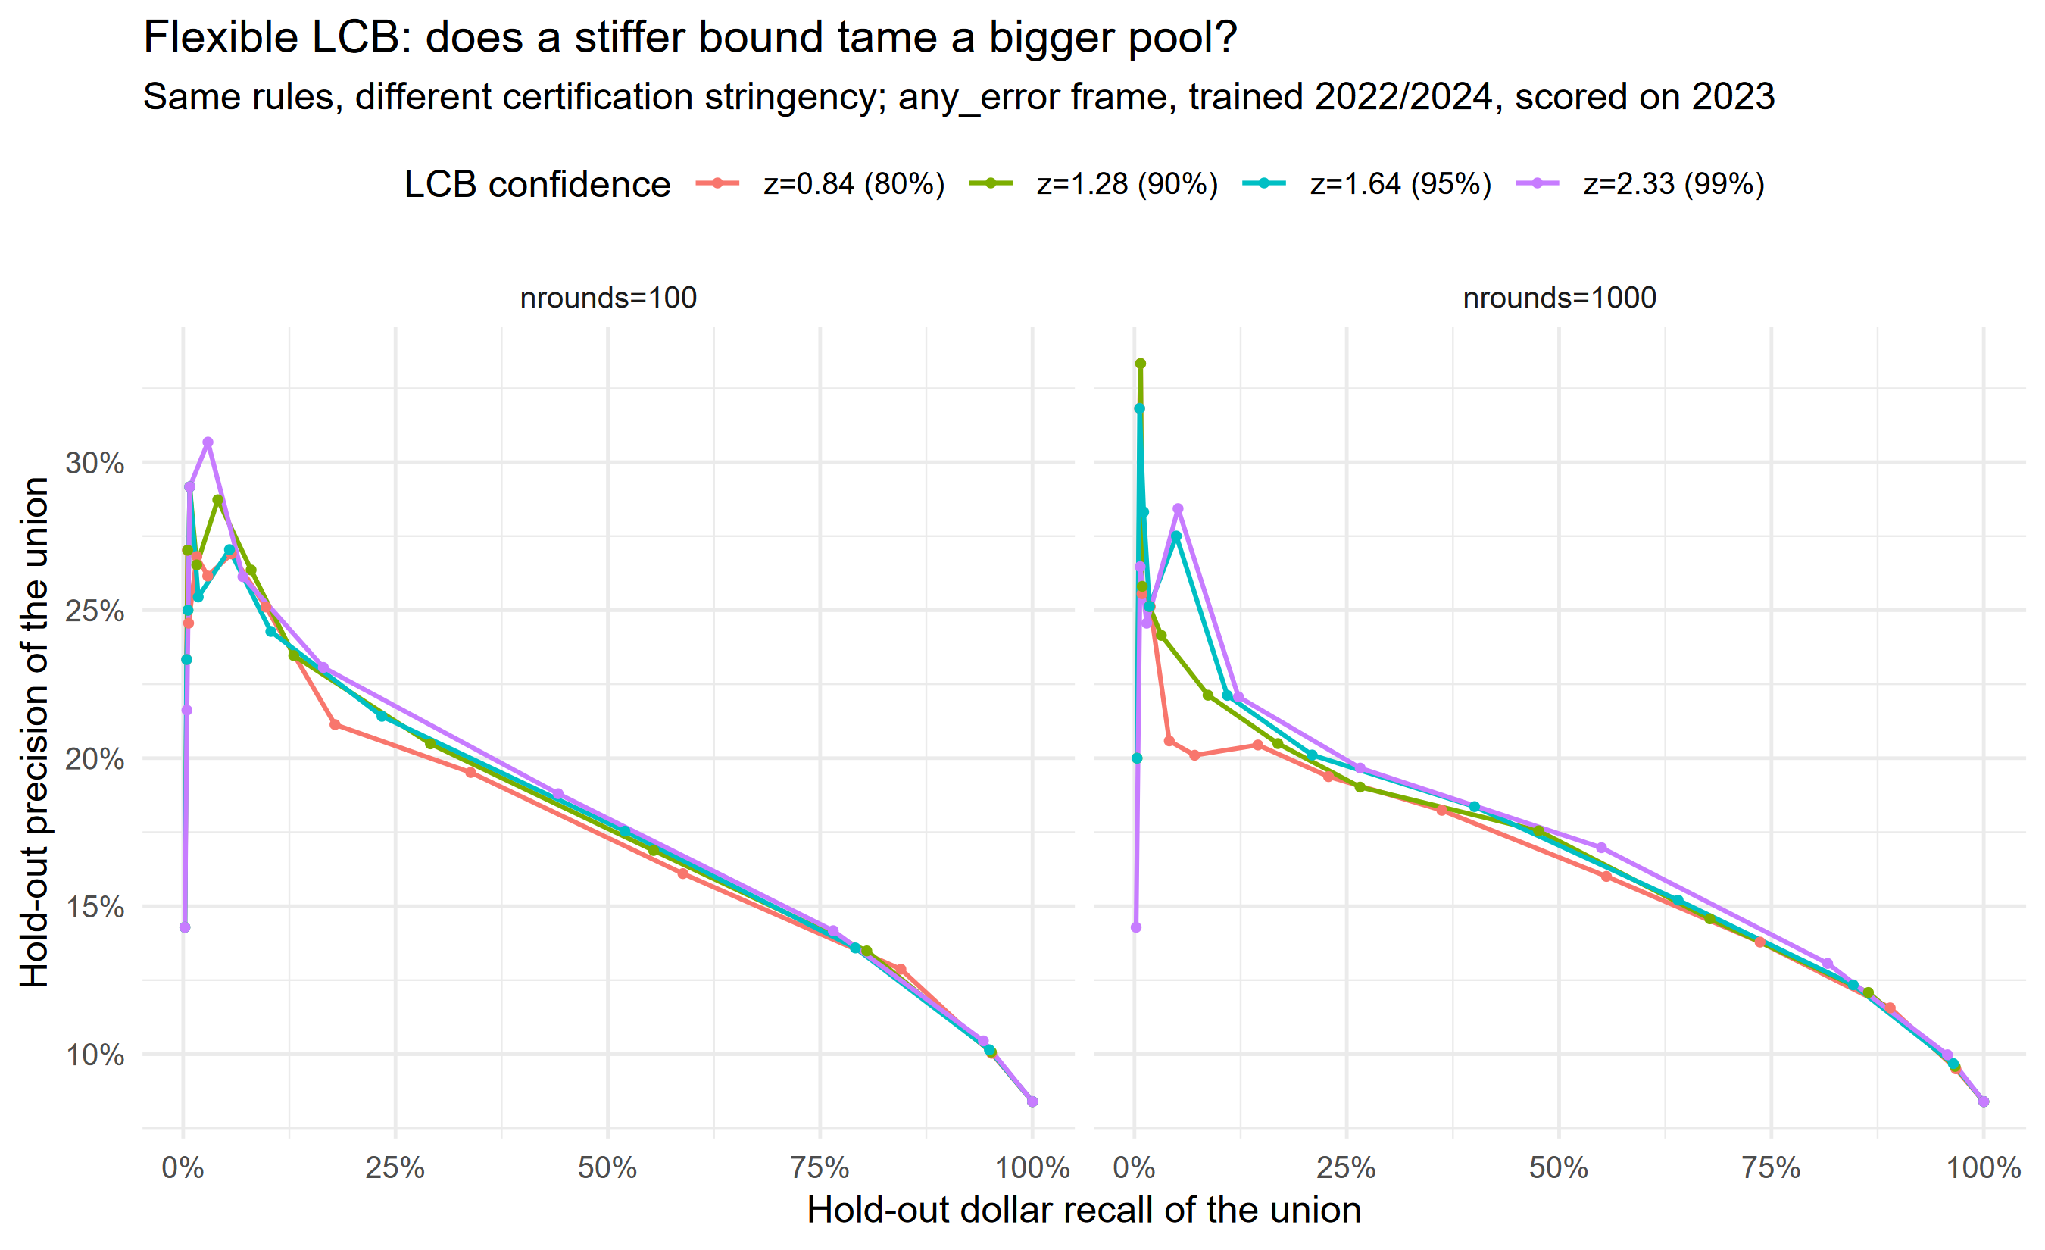 Flexible LCB: does a stiffer bound tame a bigger pool?
Same rules, different certification stringency; any_error frame, trained 2022/2024, scored on 2023
LCB confidence z=0.84 (80%) z=1.28 (90%) z=1.64 (95%) z=2.33 (99%)
nrounds=100 nrounds=1000
Hold-out precision of the union
30%
25%
20%
15%
10%
0% 25% 50% 75% 100% 0% 25% 50% 75% 100%
Hold-out dollar recall of the union